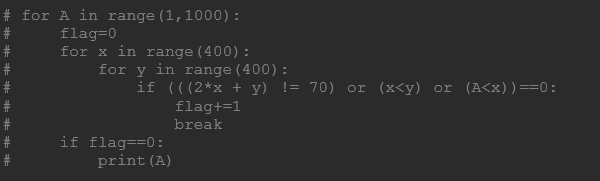 # for A in range(1,1000):
#     flag=0
#     for x in range(400):
#         for y in range(400):
#             if (((2*x + y) != 70) or (x<y) or (A<x))==0:
#                 flag+=1
#                 break
#     if flag==0:
#         print(A)